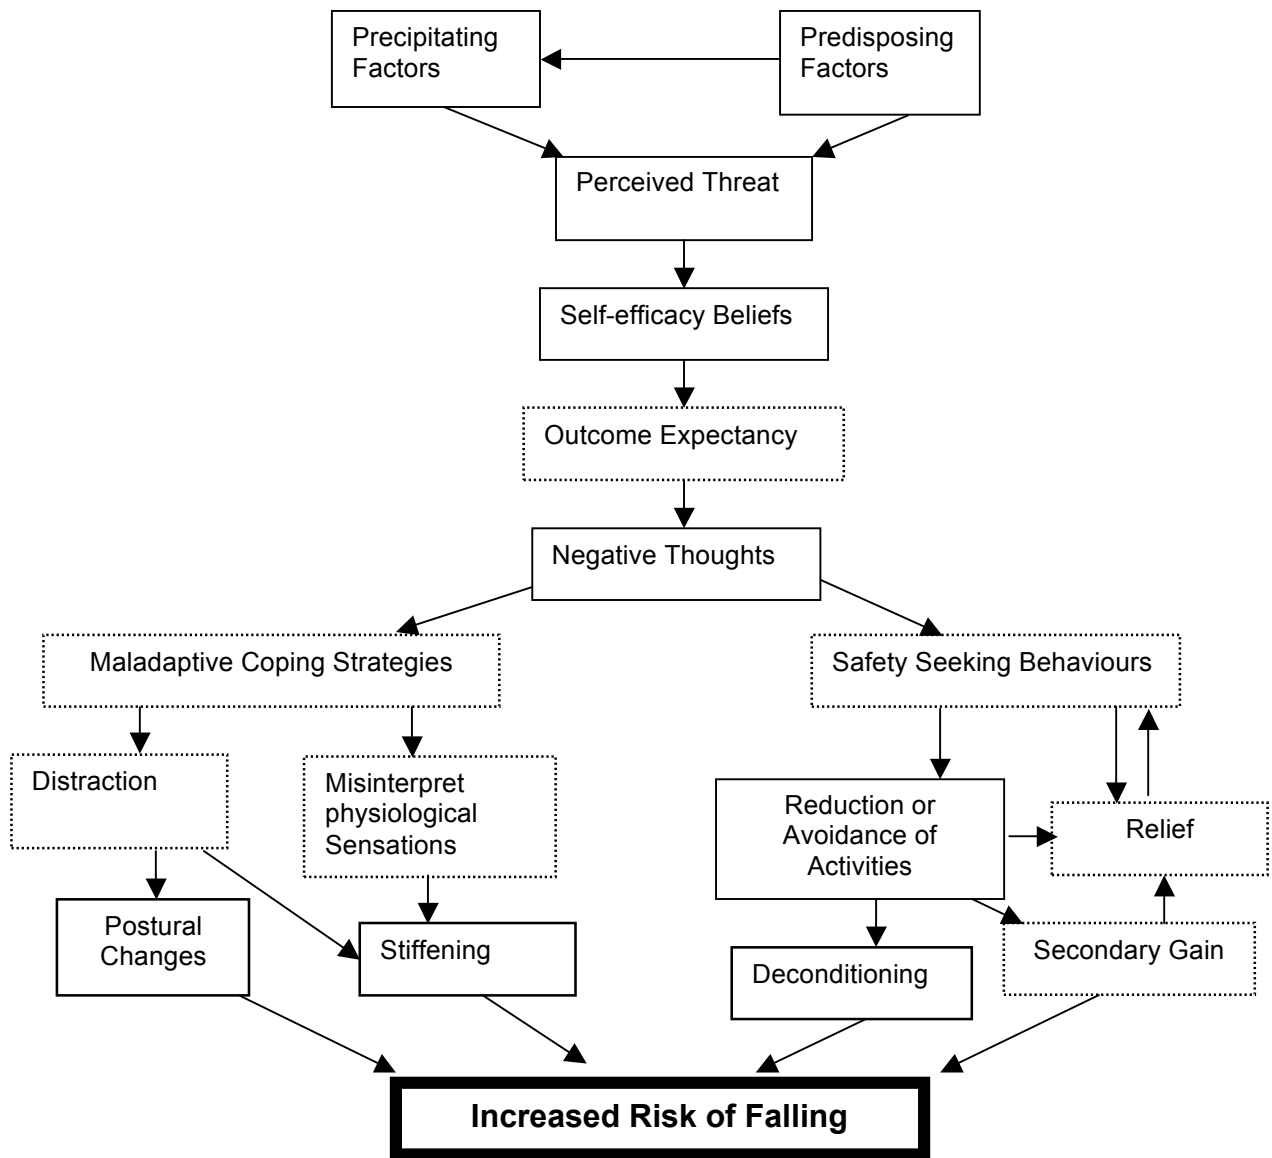 Precipitating
Factors
Predisposing
Factors
Perceived Threat
Self-efficacy Beliefs
Outcome Expectancy
Negative Thoughts
Maladaptive Coping Strategies
Safety Seeking Behaviours
Distraction
Misinterpret
physiological
Sensations
Reduction or
Avoidance of
Activities
Relief
Postural
Changes
Stiffening
Deconditioning
Secondary Gain
Increased Risk of Falling